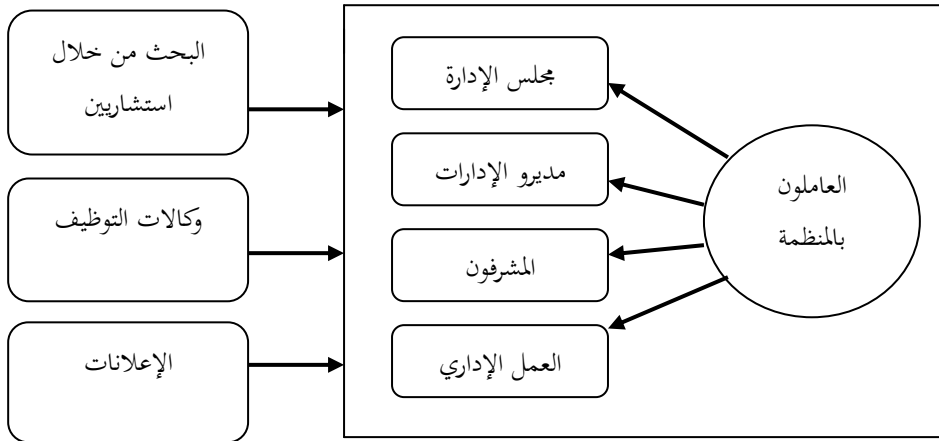 البحث من خلال
استشاريين
وكالات التوظيف
الإعلانات
مجلس الإدارة
مديرو الإدارات
المشرفون
العمل الإداري
العاملون
بالمنظمة